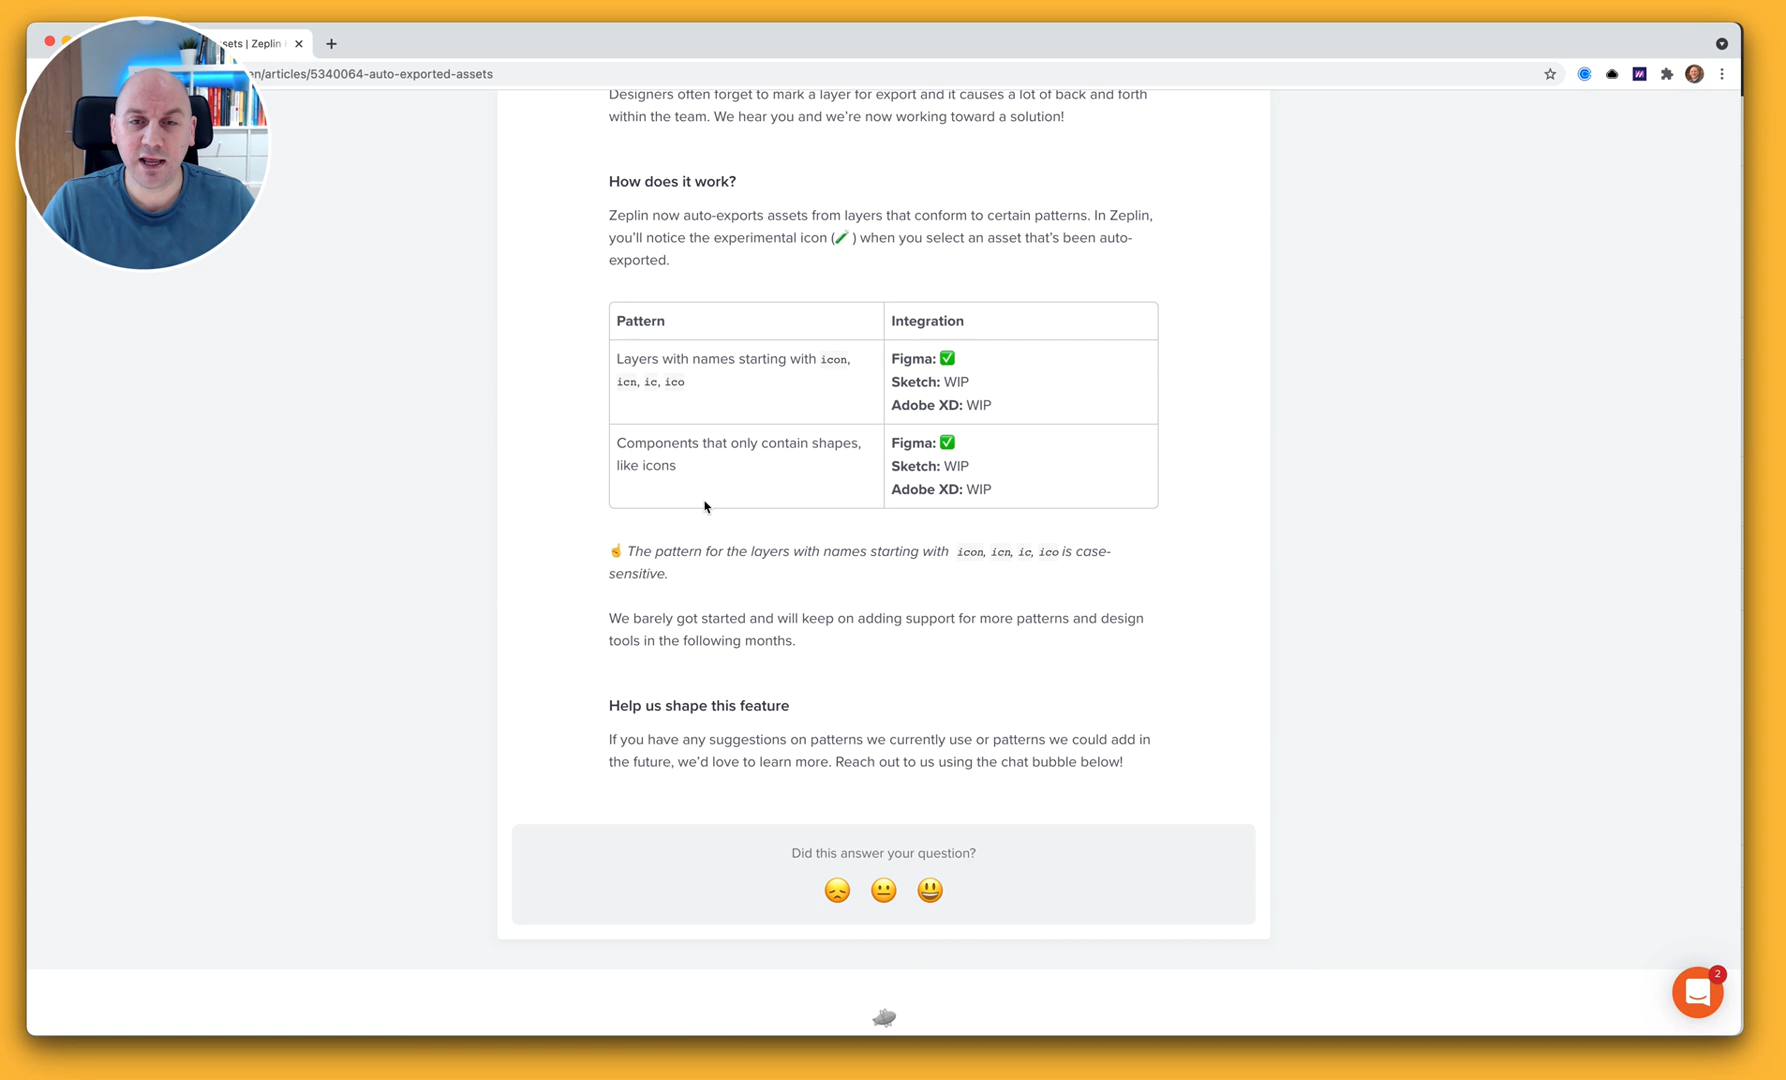 sets | Zeplin
en/articles/5340064-auto-exported-assets
Designers often forget to mark a layer for export and it causes a lot of back and forth
within the team. We hear you and we're now working toward a solution!
How does it work?
Zeplin now auto-exports assets from layers that conform to certain patterns. In Zeplin,
you'll notice the experimental icon (🧪) when you select an asset that's been auto-
exported.
Pattern
Integration
Layers with names starting with icon,
icn, ic, ico
Figma: ✅
Sketch: WIP
Adobe XD: WIP
Components that only contain shapes,
like icons
Figma: ✅
Sketch: WIP
Adobe XD: WIP
☝️ The pattern for the layers with names starting with icon, icn, ic, ico is case-
sensitive.
We barely got started and will keep on adding support for more patterns and design
tools in the following months.
Help us shape this feature
If you have any suggestions on patterns we currently use or patterns we could add in
the future, we'd love to learn more. Reach out to us using the chat bubble below!
Did this answer your question?
2